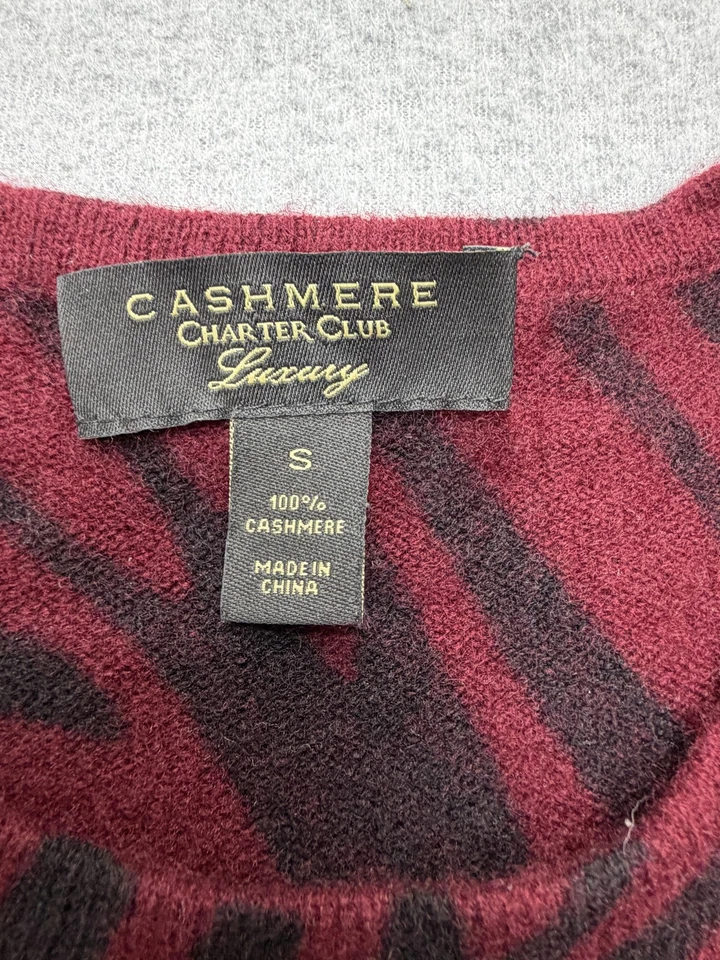 CASHMERE
CHARTER CLUB
Luxury
S
100%
CASHMERE
MADE IN
CHINA